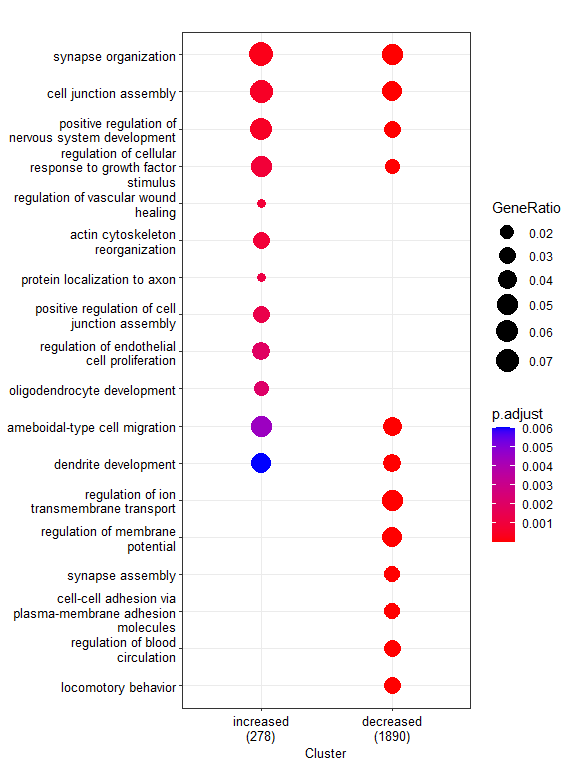 synapse organization
cell junction assembly
positive regulation of
nervous system development
regulation of cellular
response to growth factor
stimulus
regulation of vascular wound
healing
actin cytoskeleton
reorganization
protein localization to axon
positive regulation of cell
junction assembly
regulation of endothelial
cell proliferation
oligodendrocyte development
ameboidal-type cell migration
dendrite development
regulation of ion
transmembrane transport
regulation of membrane
potential
synapse assembly
cell-cell adhesion via
plasma-membrane adhesion
molecules
regulation of blood
circulation
locomotory behavior
increased
(278)
decreased
(1890)
Cluster
GeneRatio
0.02
0.03
0.04
0.05
0.06
0.07
p.adjust
0.006
0.005
0.004
0.003
0.002
0.001